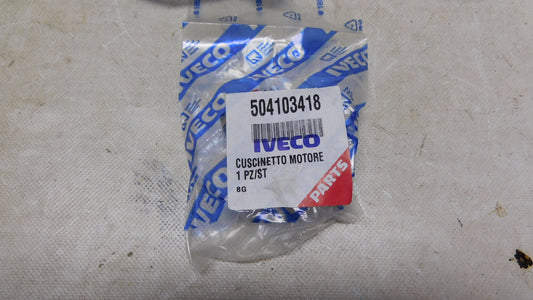 504103418
IVECO
CUSCINETTO MOTORE
1 PZ/ST
8G
PARTS
IVECO
IVECO
IVECO